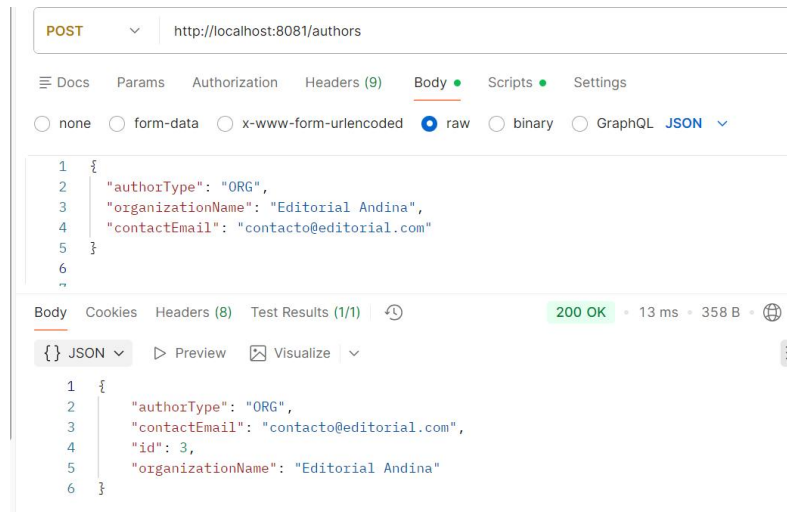 POST http://localhost:8081/authors
Docs Params Authorization Headers (9) Body Scripts Settings
none form-data x-www-form-urlencoded raw binary GraphQL JSON
1 {
2 "authorType": "ORG",
3 "organizationName": "Editorial Andina",
4 "contactEmail": "contacto@editorial.com"
5 }
6
Body Cookies Headers (8) Test Results (1/1) 200 OK 13 ms 358 B
{} JSON Preview Visualize
1 {
2 "authorType": "ORG",
3 "contactEmail": "contacto@editorial.com",
4 "id": 3,
5 "organizationName": "Editorial Andina"
6 }